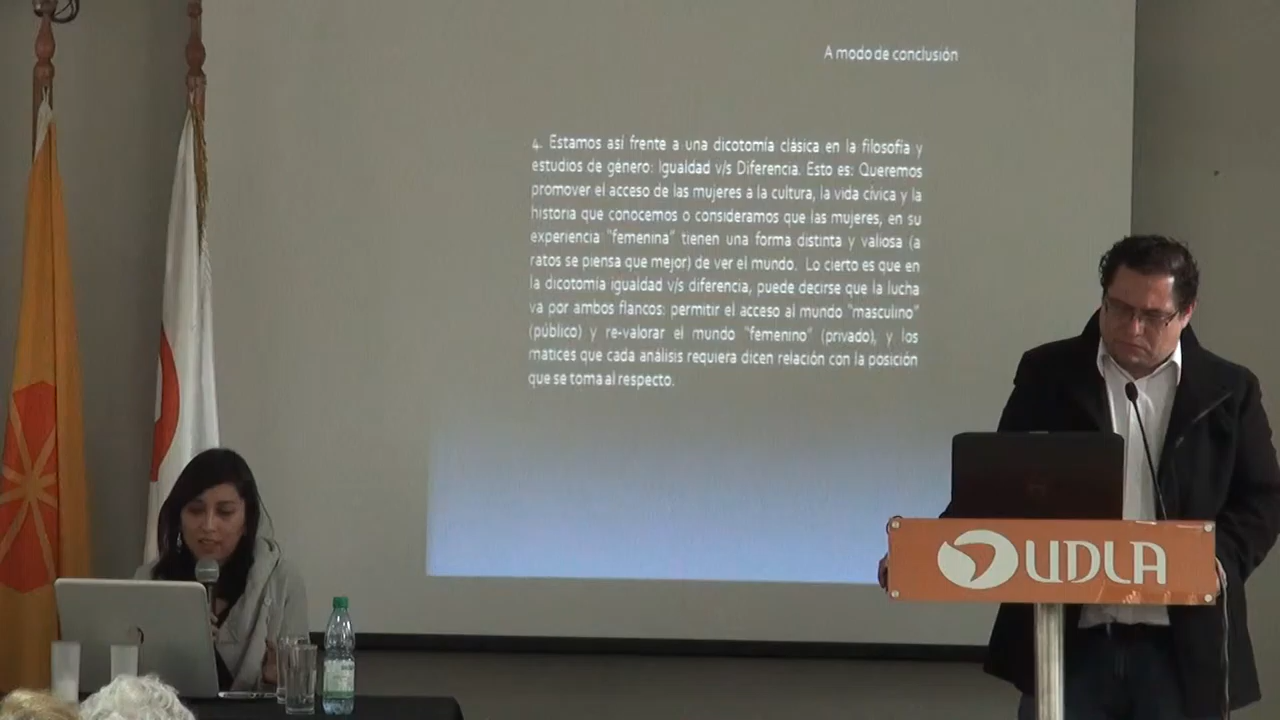 A modo de conclusión
4. Estamos así frente a una dicotomía clásica en la filosofía y
estudios de género: Igualdad v/s Diferencia. Esto es: Queremos
promover el acceso de las mujeres a la cultura, la vida cívica y la
historia que conocemos o consideramos que las mujeres, en su
experiencia "femenina" tienen una forma distinta y valiosa (a
ratos se piensa que mejor) de ver el mundo. Lo cierto es que en
la dicotomía igualdad v/s diferencia, puede decirse que la lucha
va por ambos flancos: permitir el acceso al mundo "masculino"
(público) y re-valorar el mundo "femenino" (privado), y los
matices que cada análisis requiera dicen relación con la posición
que se toma al respecto.
UDLA